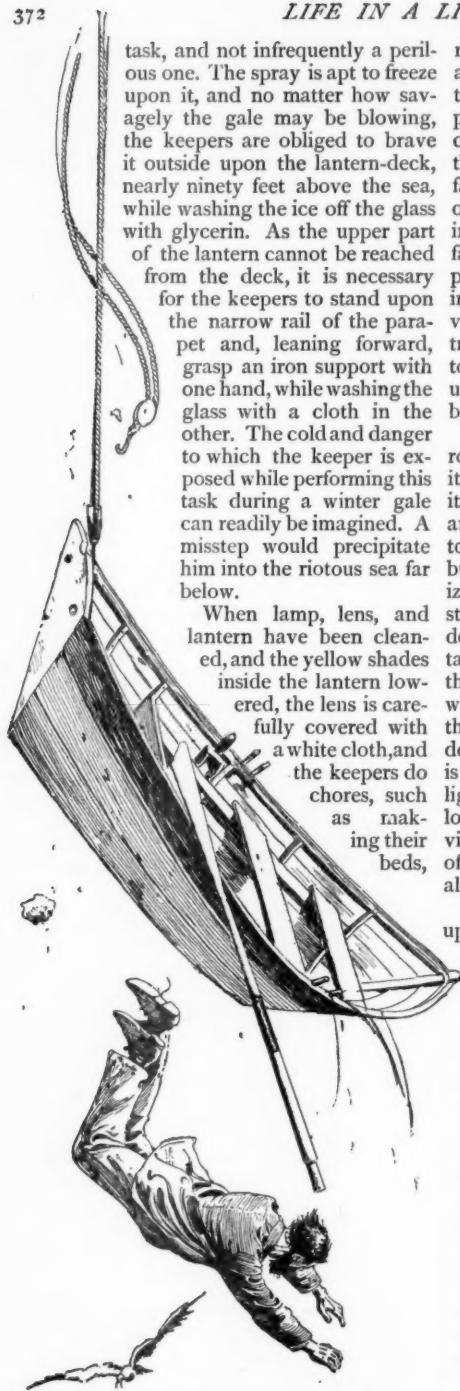 372
LIFE IN A LI
task, and not infrequently a peril-
ous one. The spray is apt to freeze
upon it, and no matter how sav-
agely the gale may be blowing,
the keepers are obliged to brave
it outside upon the lantern-deck,
nearly ninety feet above the sea,
while washing the ice off the glass
with glycerin. As the upper part
of the lantern cannot be reached
from the deck, it is necessary
for the keepers to stand upon
the narrow rail of the para-
pet and, leaning forward,
grasp an iron support with
one hand, while washing the
glass with a cloth in the
other. The cold and danger
to which the keeper is ex-
posed while performing this
task during a winter gale
can readily be imagined. A
misstep would precipitate
him into the riotous sea far
below.
When lamp, lens, and
lantern have been clean-
ed, and the yellow shades
inside the lantern low-
ered, the lens is care-
fully covered with
a white cloth, and
the keepers do
chores, such
as mak-
ing their
beds,